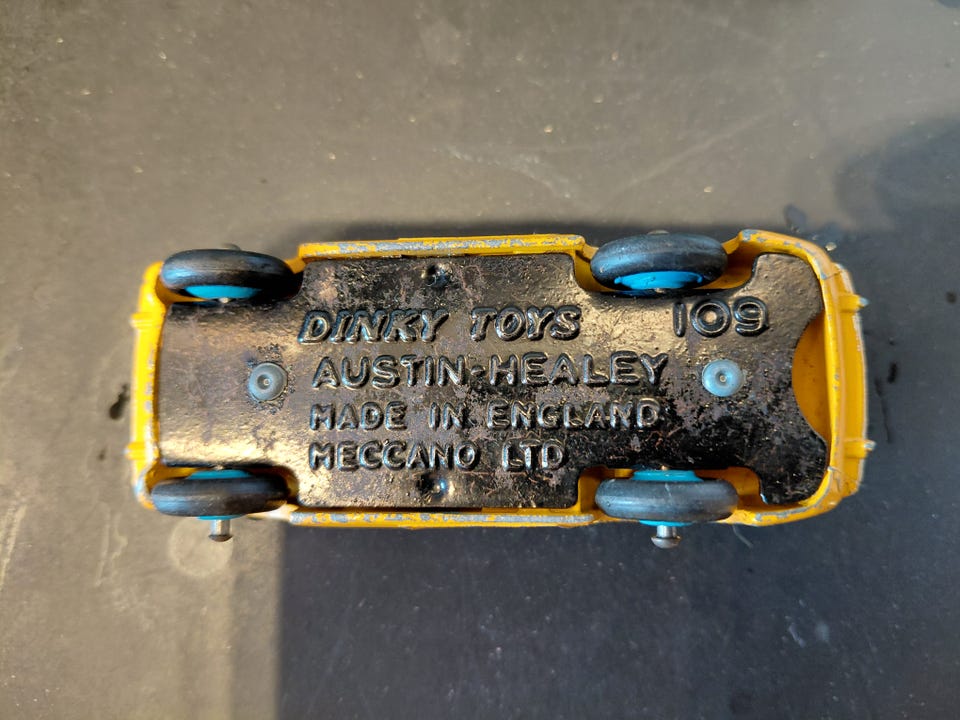 DINKY TOYS 109
AUSTIN-HEALEY
MADE IN ENGLAND
MECCANO LTD